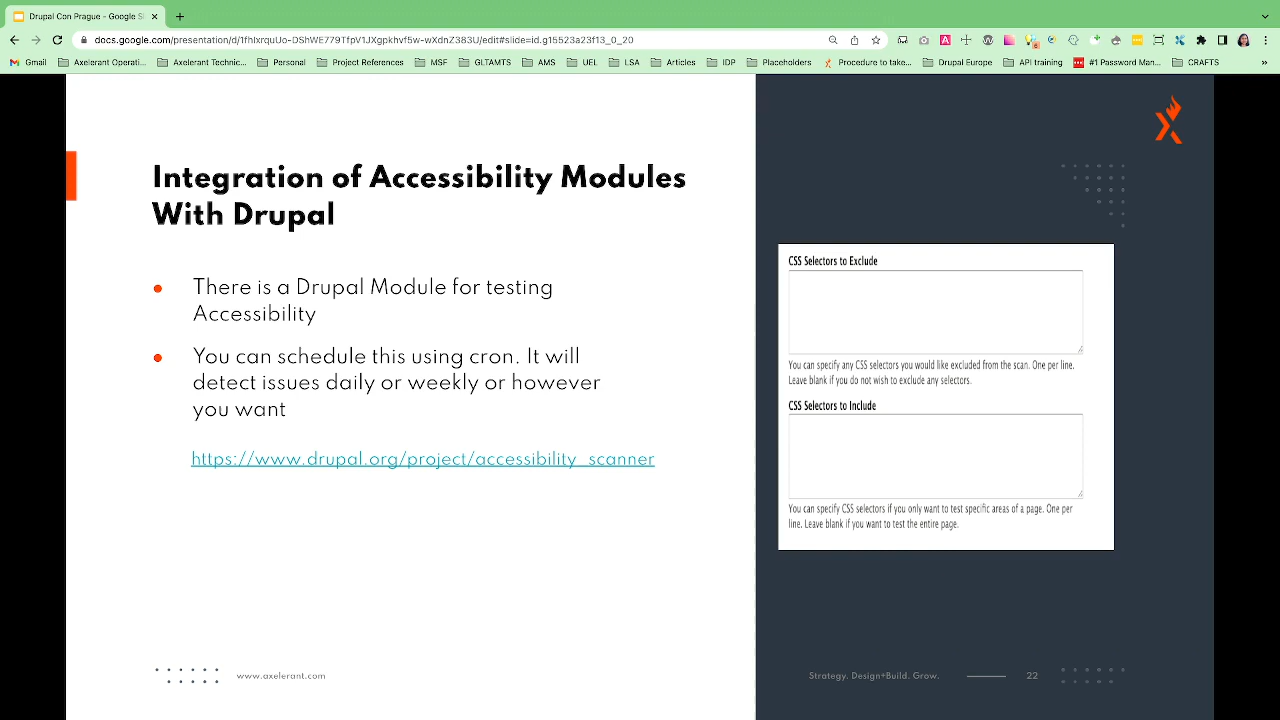 Drupal Con Prague - Google Sl
docs.google.com/presentation/d/1fhIxrquUo-DShWE779TfpV1JXgpkhvf5w-wXdnZ383U/edit#slide=id.g15523a23f13_0_20
Gmail
Axelerant Operati...
Axelerant Technic...
Personal
Project References
MSF
GLTAMTS
AMS
UEL
LSA
Articles
IDP
Placeholders
Procedure to take...
Drupal Europe
API training
#1 Password Man...
CRAFTS
Integration of Accessibility Modules
With Drupal
There is a Drupal Module for testing
Accessibility
You can schedule this using cron. It will
detect issues daily or weekly or however
you want
https://www.drupal.org/project/accessibility_scanner
CSS Selectors to Exclude
You can specify any CSS selectors you would like excluded from the scan. One per line.
Leave blank if you do not wish to exclude any selectors.
CSS Selectors to Include
You can specify CSS selectors if you only want to test specific areas of a page. One per
line. Leave blank if you want to test the entire page.
www.axelerant.com
Strategy. Design+Build. Grow.
22